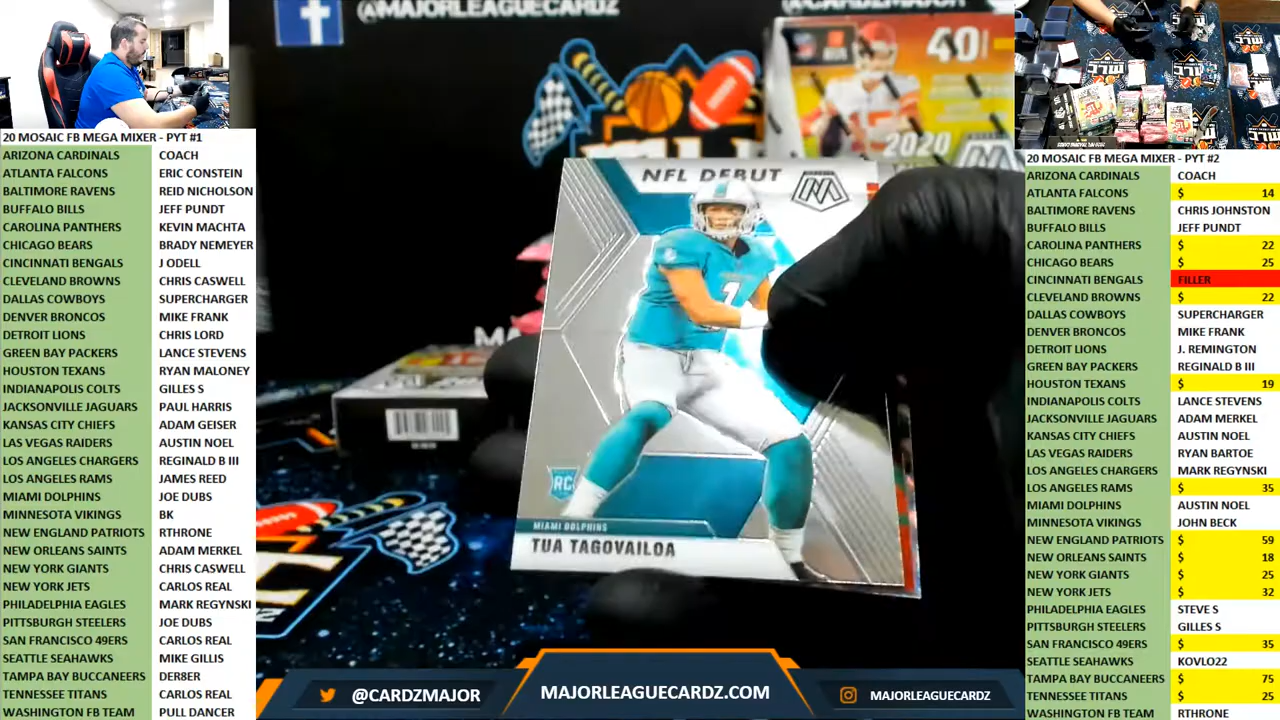 @MAJORLEAGUECARDZ
@CARDZMAJOR
20 MOSAIC FB MEGA MIXER - PYT #1
ARIZONA CARDINALS COACH
ATLANTA FALCONS ERIC CONSTEIN
BALTIMORE RAVENS REID NICHOLSON
BUFFALO BILLS JEFF PUNDT
CAROLINA PANTHERS KEVIN MACHTA
CHICAGO BEARS BRADY NEMEYER
CINCINNATI BENGALS J ODELL
CLEVELAND BROWNS CHRIS CASWELL
DALLAS COWBOYS SUPERCHARGER
DENVER BRONCOS MIKE FRANK
DETROIT LIONS CHRIS LORD
GREEN BAY PACKERS LANCE STEVENS
HOUSTON TEXANS RYAN MALONEY
INDIANAPOLIS COLTS GILLES S
JACKSONVILLE JAGUARS PAUL HARRIS
KANSAS CITY CHIEFS ADAM GEISER
LAS VEGAS RAIDERS AUSTIN NOEL
LOS ANGELES CHARGERS REGINALD B III
LOS ANGELES RAMS JAMES REED
MIAMI DOLPHINS JOE DUBS
MINNESOTA VIKINGS BK
NEW ENGLAND PATRIOTS RTHRONE
NEW ORLEANS SAINTS ADAM MERKEL
NEW YORK GIANTS CHRIS CASWELL
NEW YORK JETS CARLOS REAL
PHILADELPHIA EAGLES MARK REGYNSKI
PITTSBURGH STEELERS JOE DUBS
SAN FRANCISCO 49ERS CARLOS REAL
SEATTLE SEAHAWKS MIKE GILLIS
TAMPA BAY BUCCANEERS DER8ER
TENNESSEE TITANS CARLOS REAL
WASHINGTON FB TEAM PULL DANCER
40
2020
NFL DEBUT
1
RC
MIAMI DOLPHINS
TUA TAGOVAILOA
@CARDZMAJOR
MAJORLEAGUECARDZ.COM
MAJORLEAGUECARDZ
20 MOSAIC FB MEGA MIXER - PYT #2
ARIZONA CARDINALS COACH
ATLANTA FALCONS $ 14
BALTIMORE RAVENS CHRIS JOHNSTON
BUFFALO BILLS JEFF PUNDT
CAROLINA PANTHERS $ 22
CHICAGO BEARS $ 25
CINCINNATI BENGALS FILLER
CLEVELAND BROWNS $ 22
DALLAS COWBOYS SUPERCHARGER
DENVER BRONCOS MIKE FRANK
DETROIT LIONS J. REMINGTON
GREEN BAY PACKERS REGINALD B III
HOUSTON TEXANS $ 19
INDIANAPOLIS COLTS LANCE STEVENS
JACKSONVILLE JAGUARS ADAM MERKEL
KANSAS CITY CHIEFS AUSTIN NOEL
LAS VEGAS RAIDERS RYAN BARTOE
LOS ANGELES CHARGERS MARK REGYNSKI
LOS ANGELES RAMS $ 35
MIAMI DOLPHINS AUSTIN NOEL
MINNESOTA VIKINGS JOHN BECK
NEW ENGLAND PATRIOTS $ 59
NEW ORLEANS SAINTS $ 18
NEW YORK GIANTS $ 25
NEW YORK JETS $ 32
PHILADELPHIA EAGLES STEVE S
PITTSBURGH STEELERS GILLES S
SAN FRANCISCO 49ERS $ 35
SEATTLE SEAHAWKS KOVLO22
TAMPA BAY BUCCANEERS $ 75
TENNESSEE TITANS $ 25
WASHINGTON FB TEAM RTHRONE